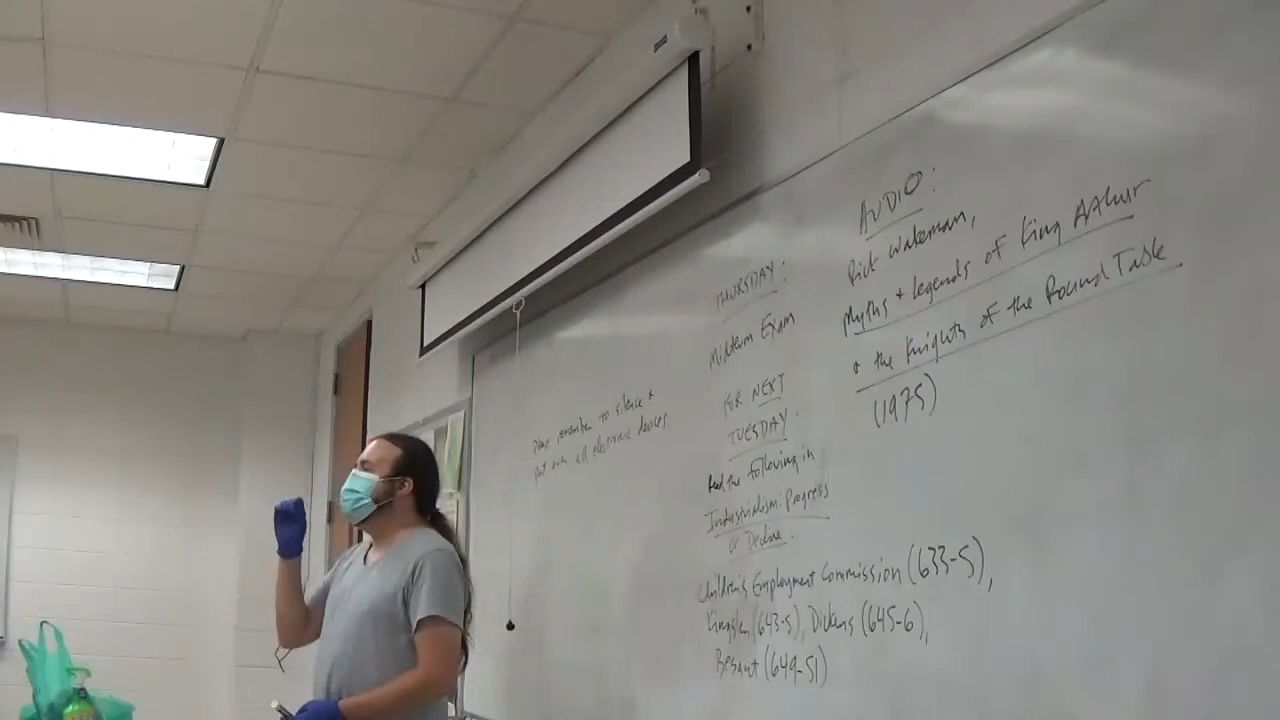 Please remember to silence +
put away all electronic devices
THURSDAY:
Midterm Exam
FOR NEXT
TUESDAY:
Read the following in
Industrialism: Progress
or Decline.
Children's Employment Commission (633-5),
Kingsley (643-5), Dickens (645-6),
Besant (649-51)
AUDIO:
Rick Wakeman,
Myths + Legends of King Arthur
+ the Knights of the Round Table
(1975)